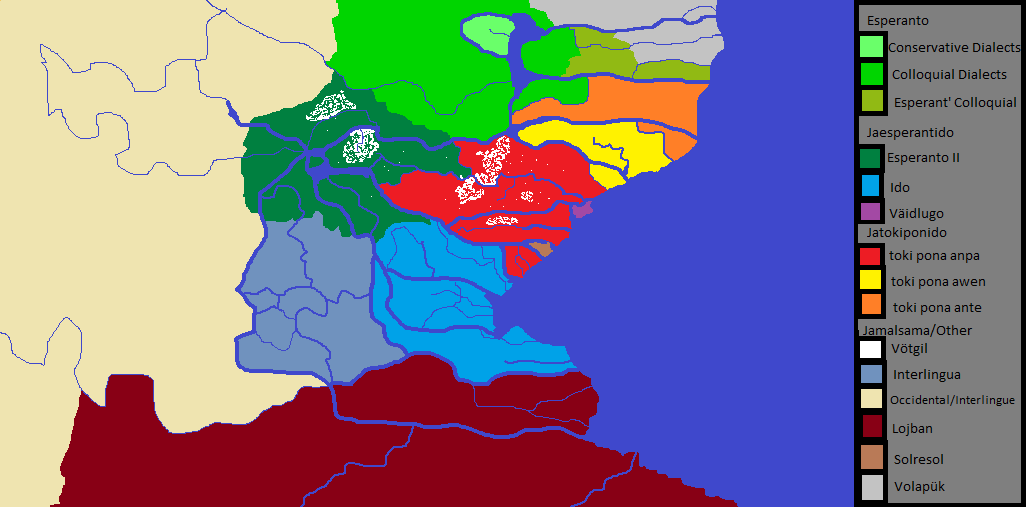 Esperanto
Conservative Dialects
Colloquial Dialects
Esperant' Colloquial
Jaesperantido
Esperanto II
Ido
Väidlugo
Jatokiponido
toki pona anpa
toki pona awen
toki pona ante
Jamalsama/Other
Vötgil
Interlingua
Occidental/Interlingue
Lojban
Solresol
Volapük